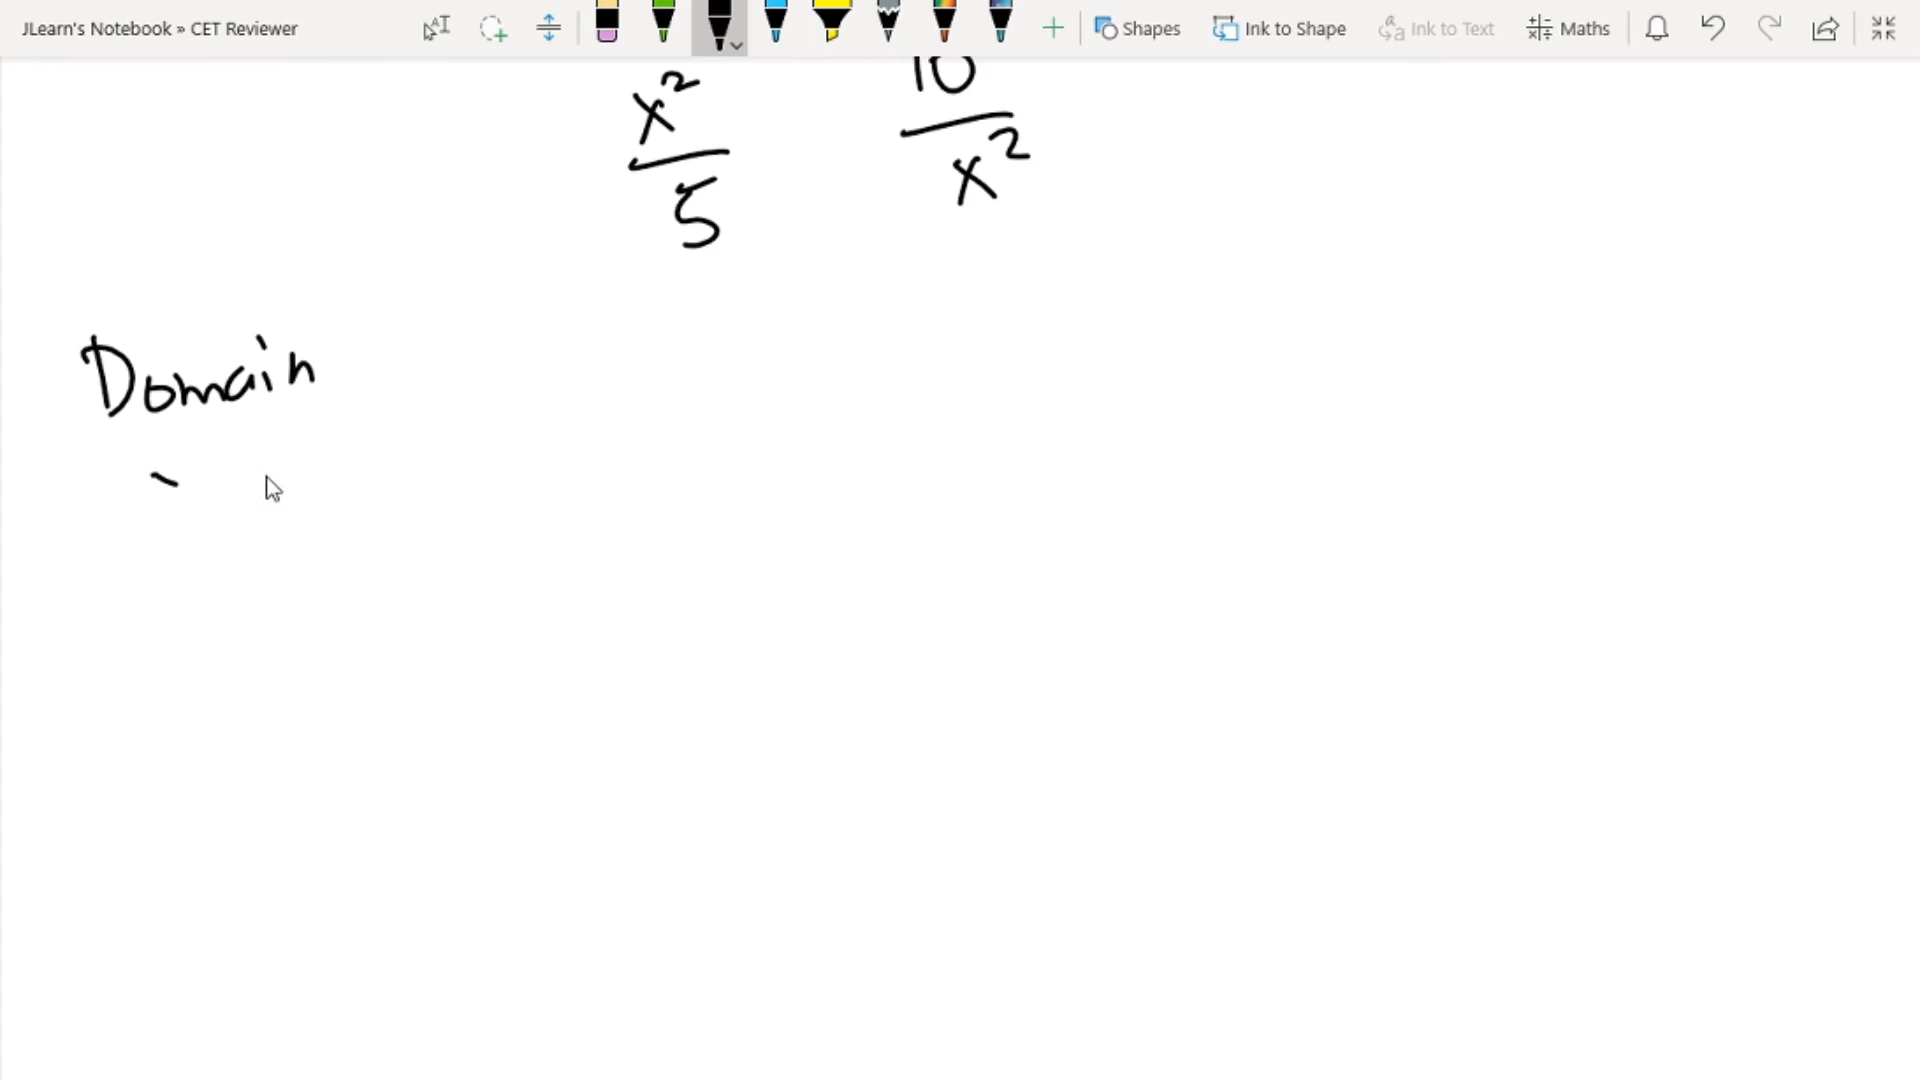 JLearn's Notebook » CET Reviewer
Shapes
Ink to Shape
Ink to Text
Maths
x² 10
5 x²
Domain
-